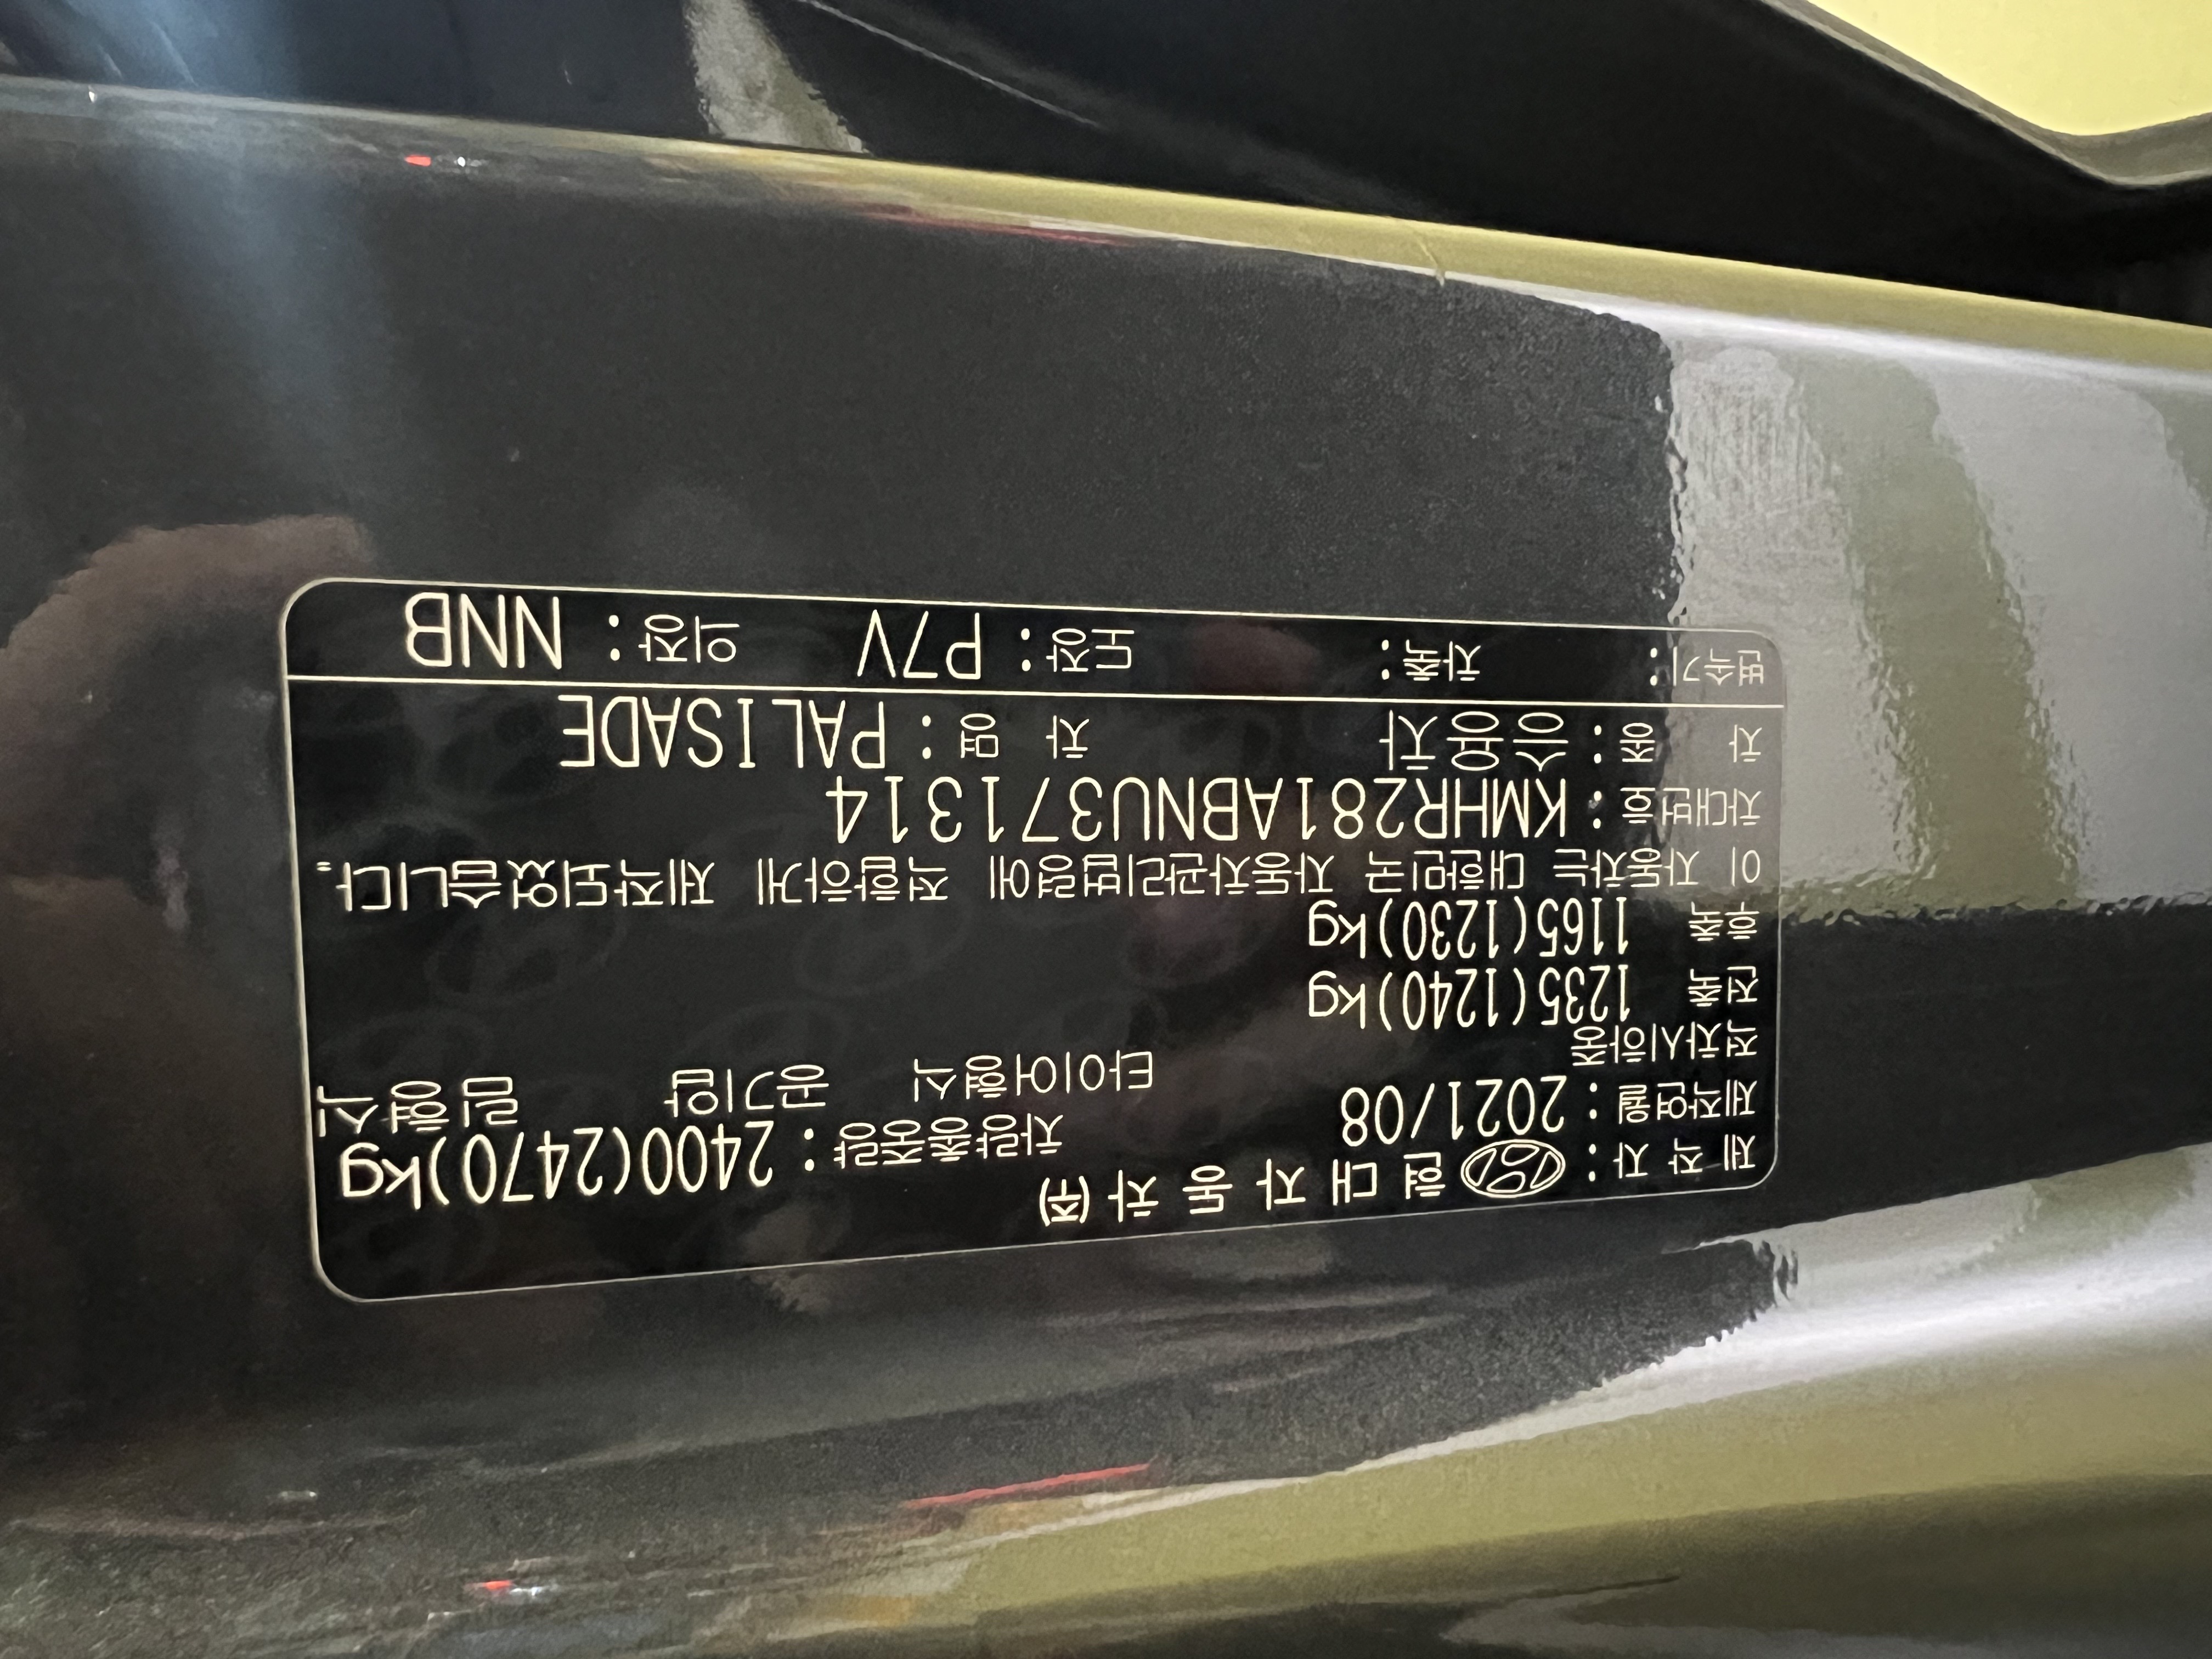 제 작 자 : 현 대 자 동 차 (주)
제작연월 : 2021/08 차량총중량 : 2400(2470)kg
적차시하중 타이어형식 공기압 림 형식
전축 1235(1240)kg
후축 1165(1230)kg
이 자동차는 대한민국 자동차관리법령에 적합하게 제작되었습니다.
차대번호 : KMHR281ABNU371314
차 종 : 승용차 차 명 : PALISADE
변속기 : 차축 : 도장 : P7V 의장 : NNB